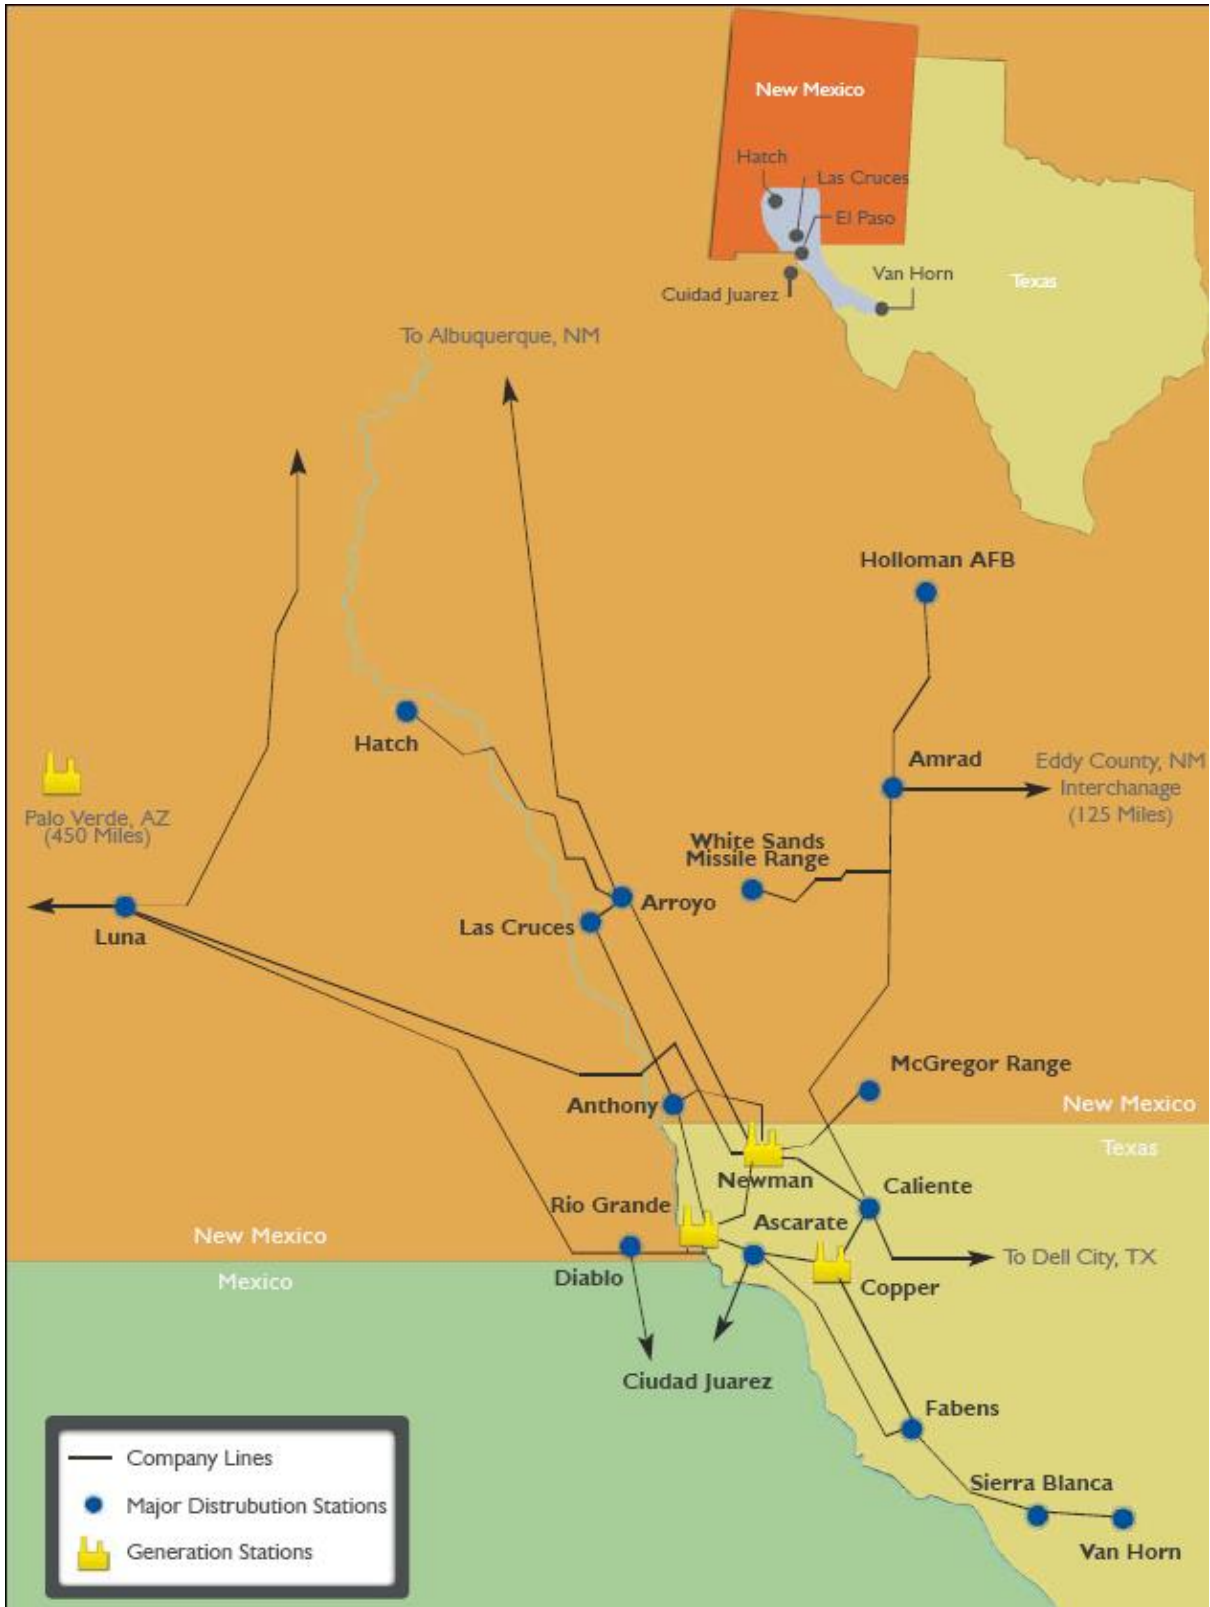 New Mexico
Hatch
Las Cruces
El Paso
Van Horn
Texas
Cuidad Juarez
To Albuquerque, NM
Holloman AFB
Hatch
Amrad
Eddy County, NM
Interchanage
(125 Miles)
Palo Verde, AZ
(450 Miles)
White Sands
Missile Range
Arroyo
Las Cruces
Luna
McGregor Range
Anthony
New Mexico
Texas
Newman
Caliente
Rio Grande
Ascarate
New Mexico
Mexico
Diablo
To Dell City, TX
Copper
Ciudad Juarez
Fabens
Sierra Blanca
Van Horn
Company Lines
Major Distrubution Stations
Generation Stations